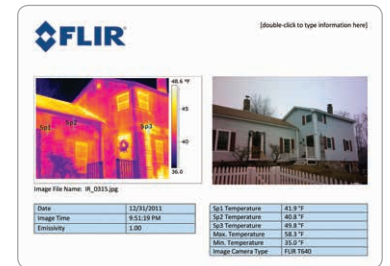 FLIR
[double-click to type information here]
48.6 °F
45
40
36.0
Sp1
Sp2
Sp3
Image File Name: IR_0315.jpg
Date 12/31/2011
Image Time 9:51:19 PM
Emissivity 1.00
Sp1 Temperature 41.9 °F
Sp2 Temperature 40.8 °F
Sp3 Temperature 49.8 °F
Max. Temperature 58.3 °F
Min. Temperature 35.0 °F
Image Camera Type FLIR T640